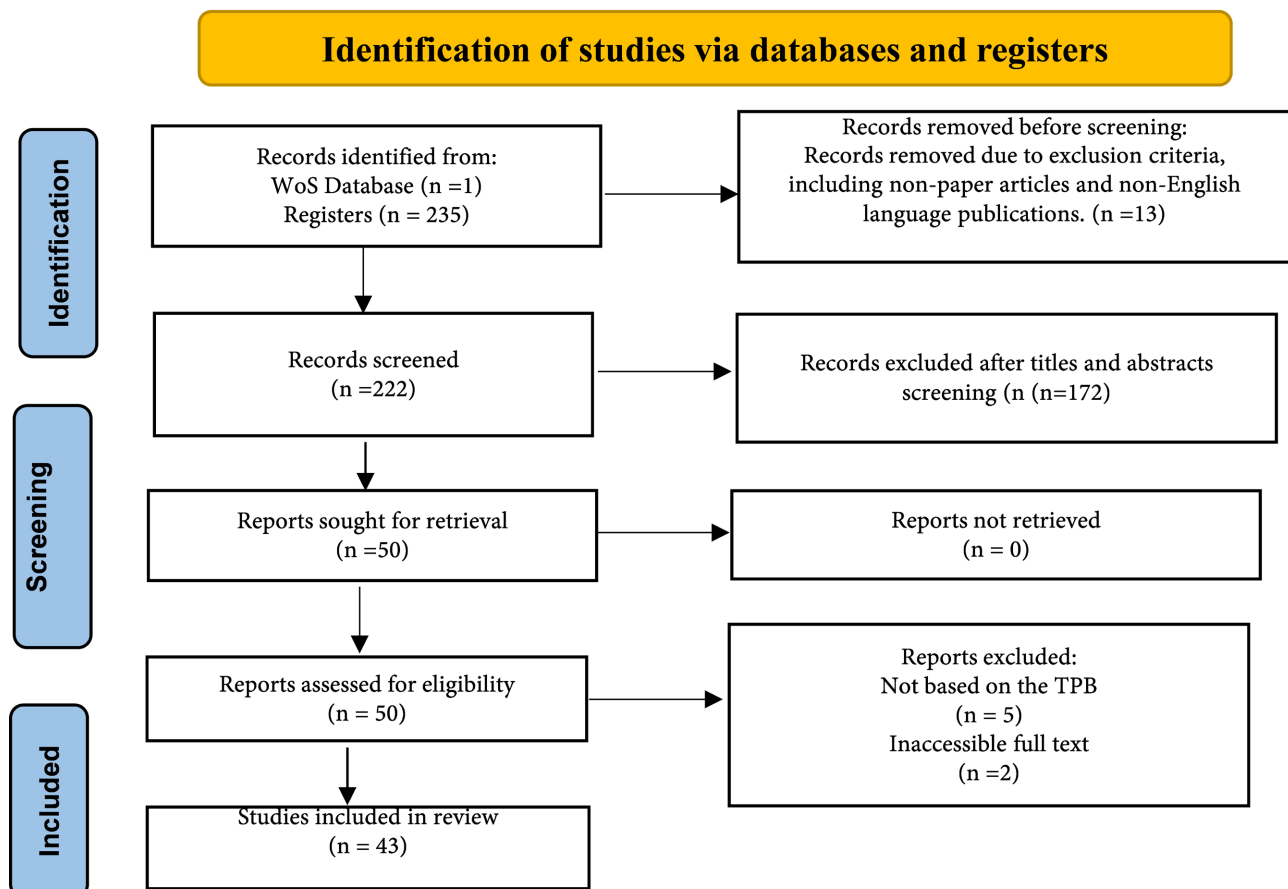 Identification of studies via databases and registers
Identification
Records identified from:
WoS Database (n =1)
Registers (n = 235)
Records removed before screening:
Records removed due to exclusion criteria,
including non-paper articles and non-English
language publications. (n =13)
Records screened
(n =222)
Records excluded after titles and abstracts
screening (n (n=172)
Screening
Reports sought for retrieval
(n =50)
Reports not retrieved
(n = 0)
Reports assessed for eligibility
(n = 50)
Reports excluded:
Not based on the TPB
(n = 5)
Inaccessible full text
(n =2)
Included
Studies included in review
(n = 43)